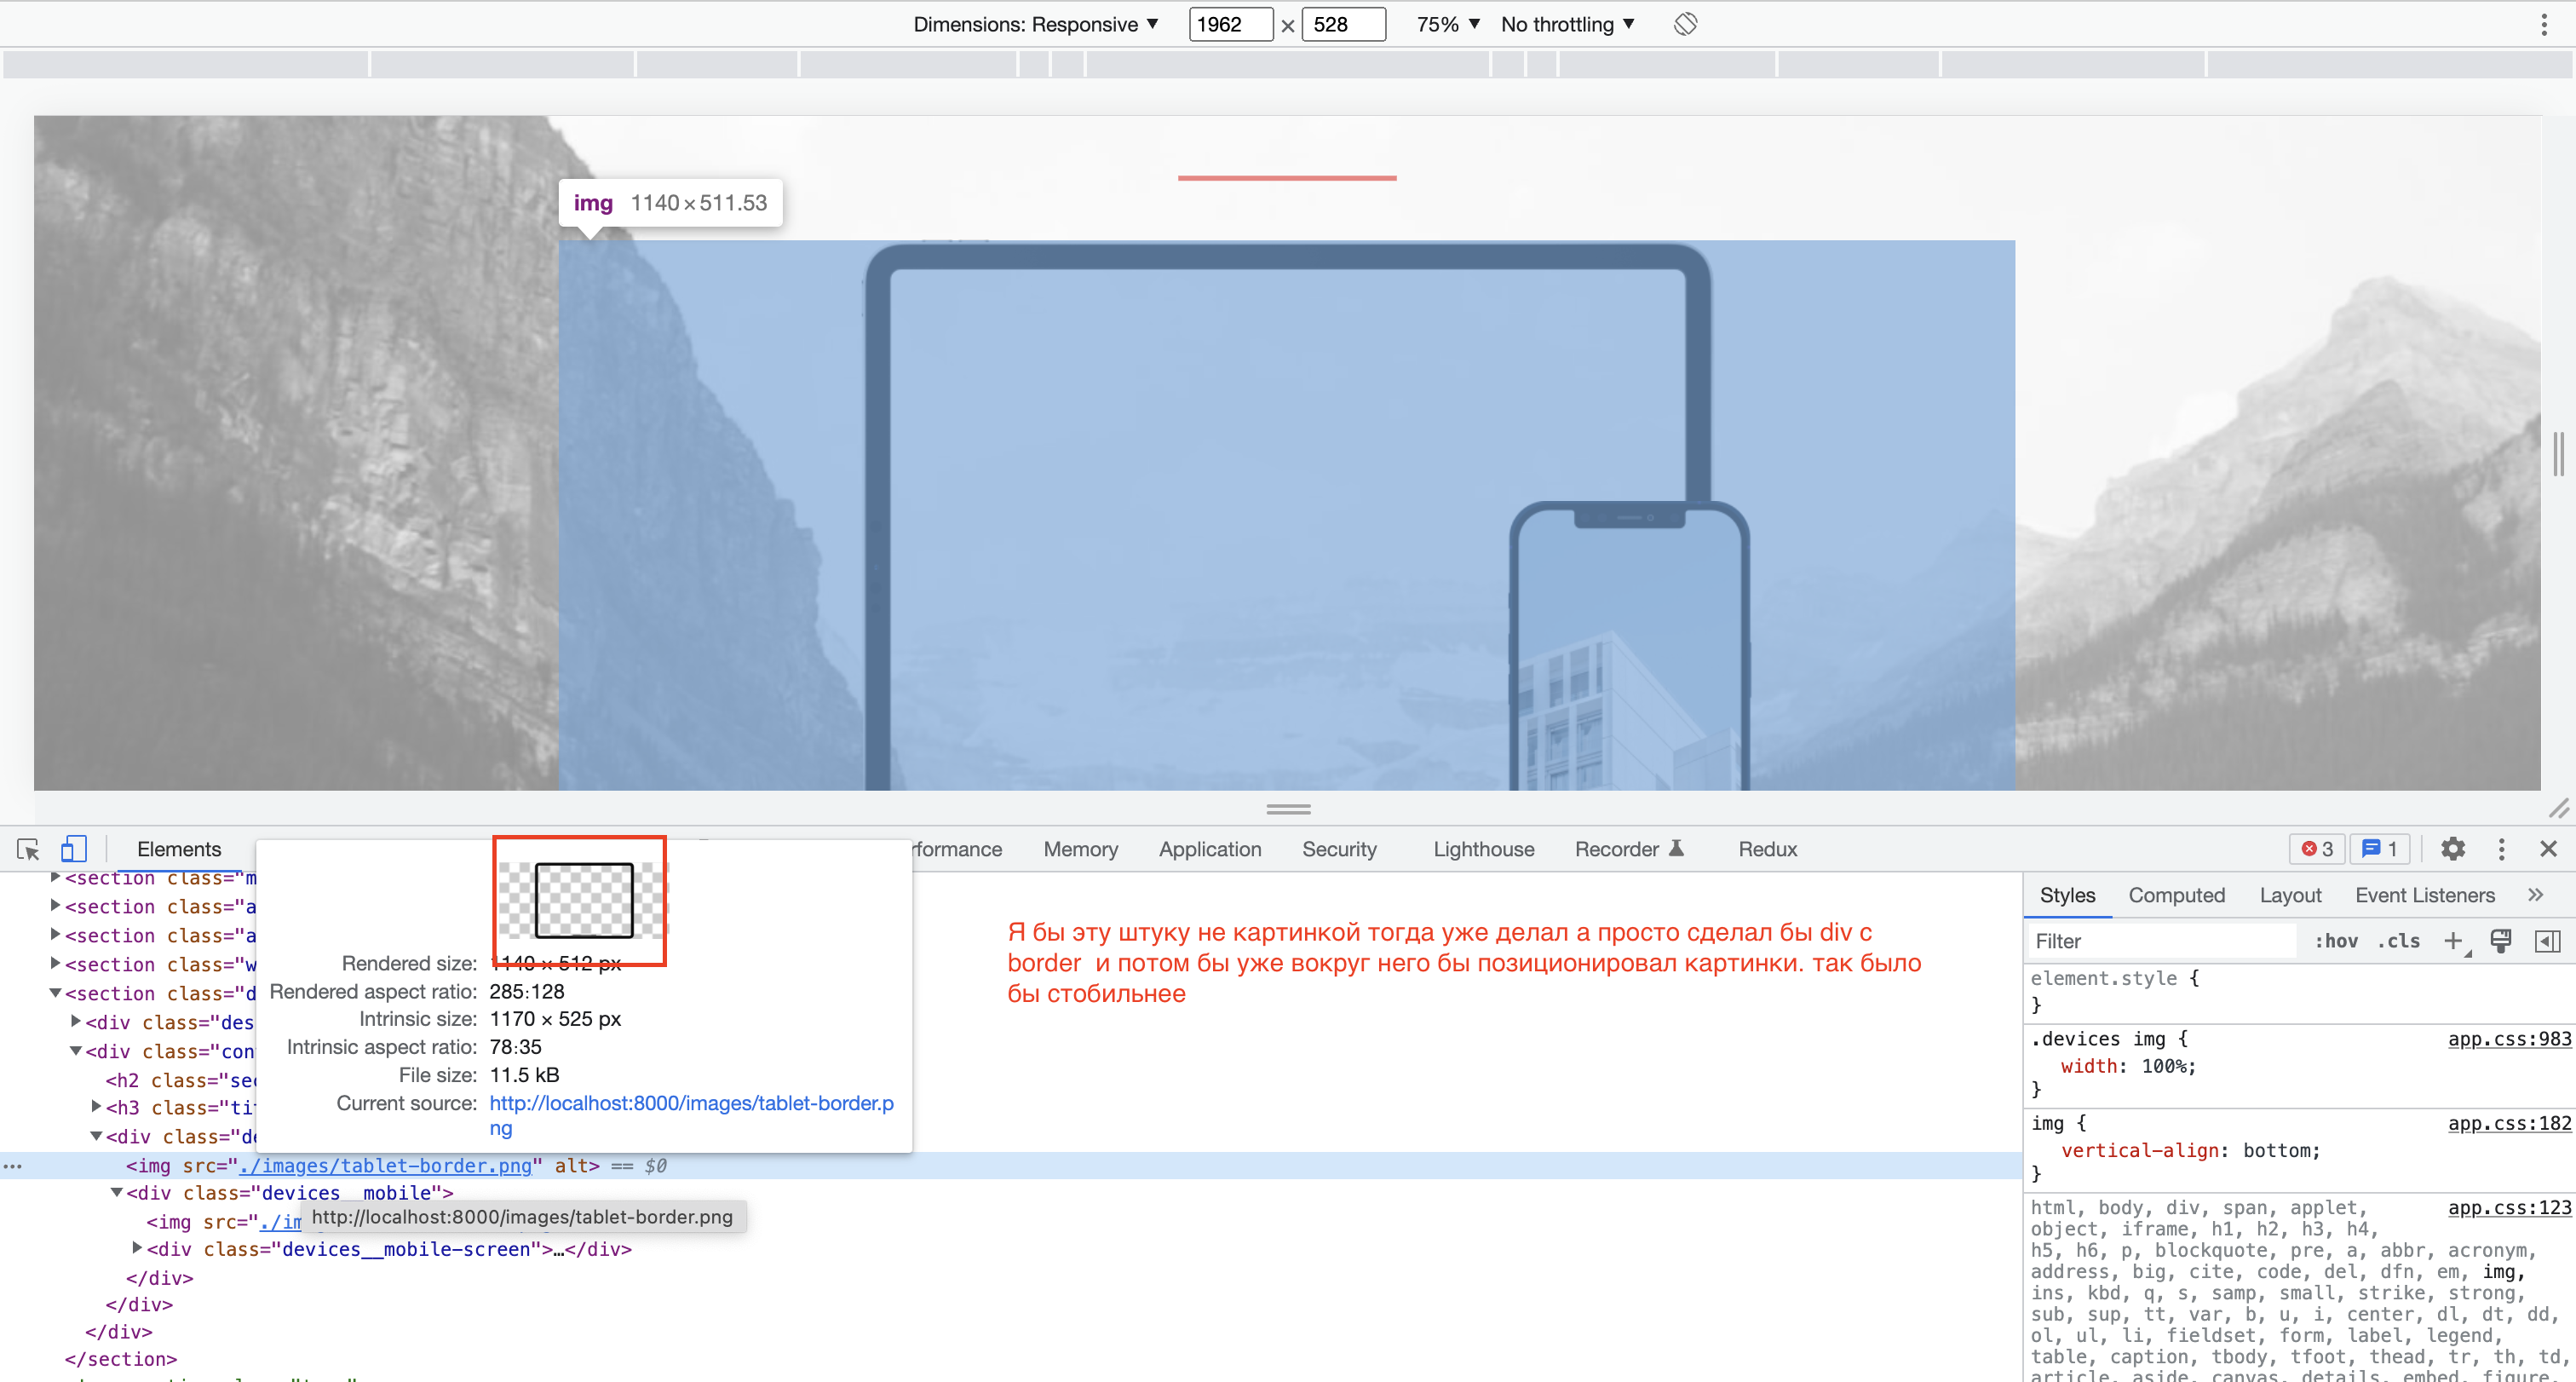 Dimensions: Responsive ▼ 1962 × 528 75% ▼ No throttling ▼
img 1140 × 511.53
Elements
rformance Memory Application Security Lighthouse Recorder Redux
3 1
Rendered size: 1140 × 512 px
Rendered aspect ratio: 285:128
Intrinsic size: 1170 × 525 px
Intrinsic aspect ratio: 78:35
File size: 11.5 kB
Current source: http://localhost:8000/images/tablet-border.p
ng
<section class="m
<section class="a
<section class="a
<section class="w
<section class="d
<div class="des
<div class="con
<h2 class="sec
<h3 class="tit
<div class="de
<img src="./images/tablet-border.png" alt> == $0
<div class="devices__mobile">
<img src="./im
http://localhost:8000/images/tablet-border.png
<div class="devices__mobile-screen">…</div>
</div>
</div>
</div>
</section>
Я бы эту штуку не картинкой тогда уже делал а просто сделал бы div с
border и потом бы уже вокруг него бы позиционировал картинки. так было
бы стобильнее
Styles Computed Layout Event Listeners »
Filter :hov .cls +
element.style {
}
.devices img { app.css:983
width: 100%;
}
img { app.css:182
vertical-align: bottom;
}
html, body, div, span, applet, app.css:123
object, iframe, h1, h2, h3, h4,
h5, h6, p, blockquote, pre, a, abbr, acronym,
address, big, cite, code, del, dfn, em, img,
ins, kbd, q, s, samp, small, strike, strong,
sub, sup, tt, var, b, u, i, center, dl, dt, dd,
ol, ul, li, fieldset, form, label, legend,
table, caption, tbody, tfoot, thead, tr, th, td,
article, aside, canvas, details, embed, figure,